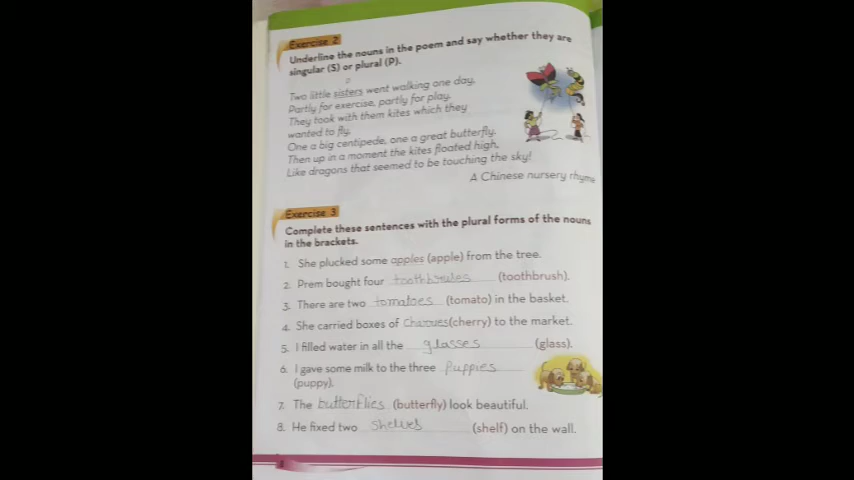 Exercise 2
Underline the nouns in the poem and say whether they are
singular (S) or plural (P).
Two little sisters went walking one day,
Partly for exercise, partly for play.
They took with them kites which they
wanted to fly.
One a big centipede, one a great butterfly.
Then up in a moment the kites floated high,
Like dragons that seemed to be touching the sky!
A Chinese nursery rhyme
Exercise 3
Complete these sentences with the plural forms of the nouns
in the brackets.
1. She plucked some apples (apple) from the tree.
2. Prem bought four (toothbrush).
3. There are two tomatoes (tomato) in the basket.
4. She carried boxes of (cherry) to the market.
5. I filled water in all the glasses (glass).
6. I gave some milk to the three puppies
(puppy).
7. The butterflies (butterfly) look beautiful.
8. He fixed two shelves (shelf) on the wall.